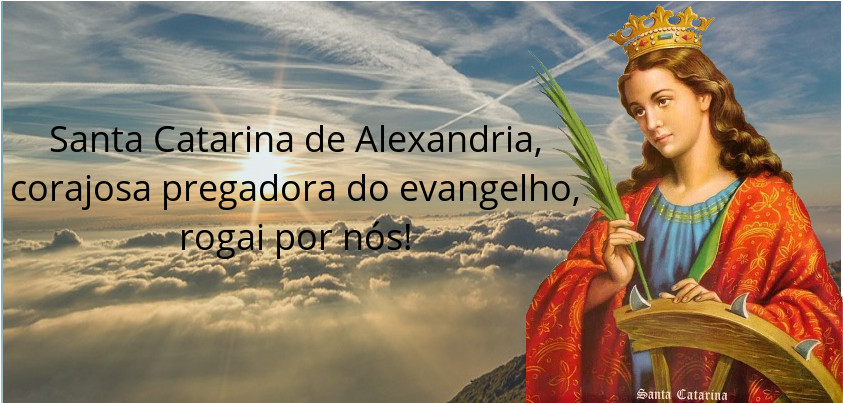 Santa Catarina de Alexandria,
corajosa pregadora do evangelho,
rogai por nós!
Santa Catarina